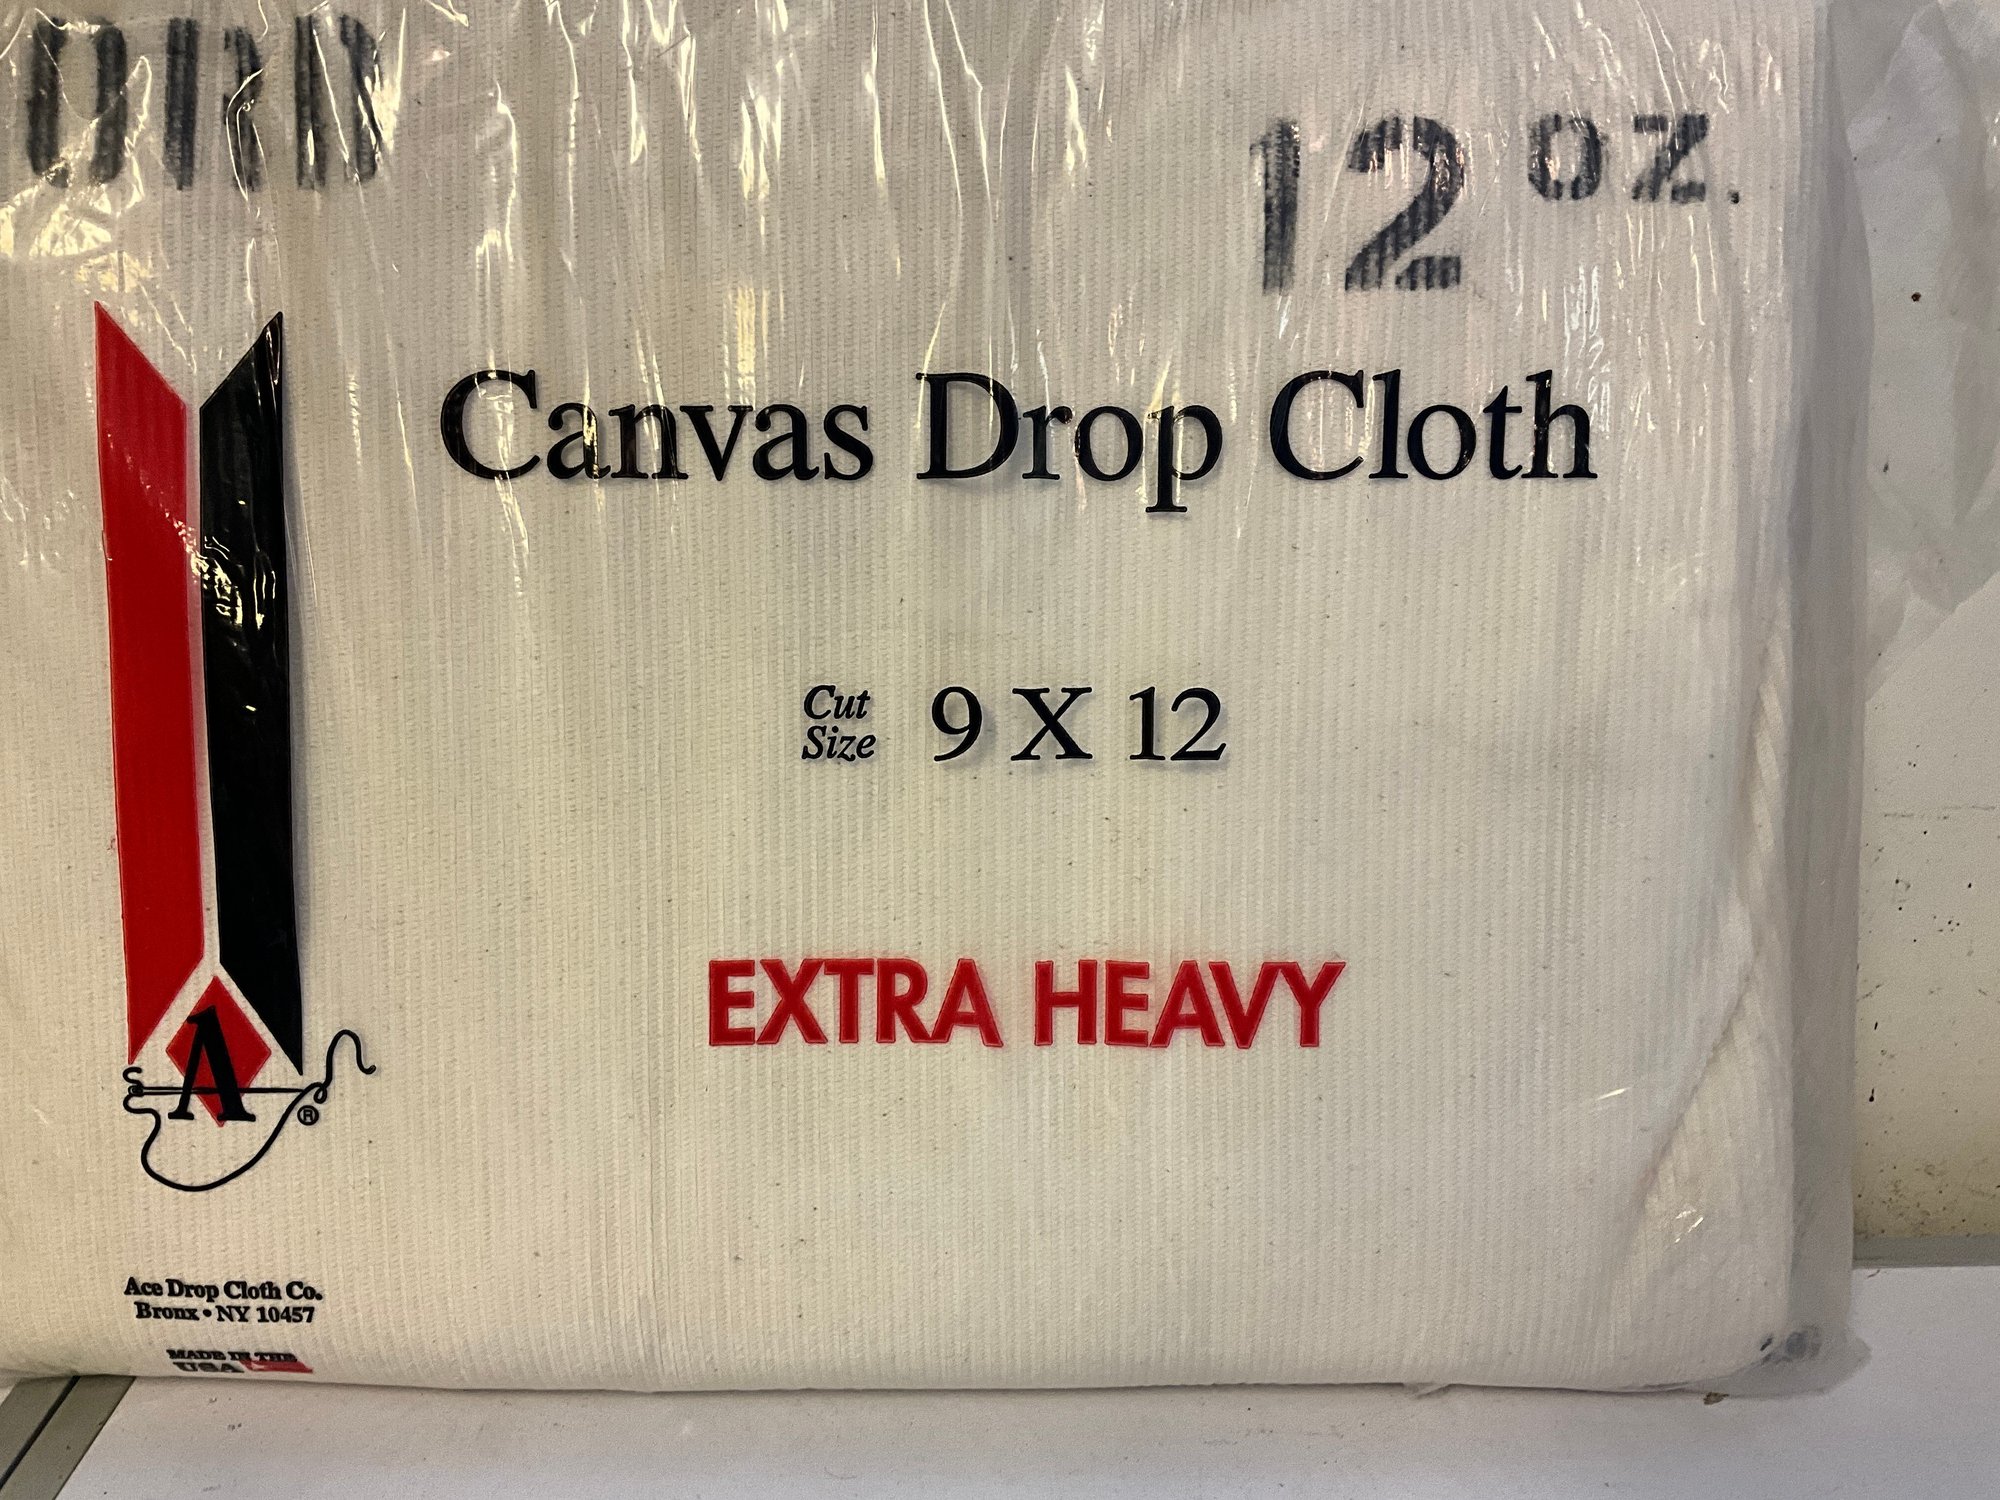 12 OZ.
Canvas Drop Cloth
Cut
Size 9 X 12
EXTRA HEAVY
A
®
Ace Drop Cloth Co.
Bronx • NY 10457
MADE IN THE
USA